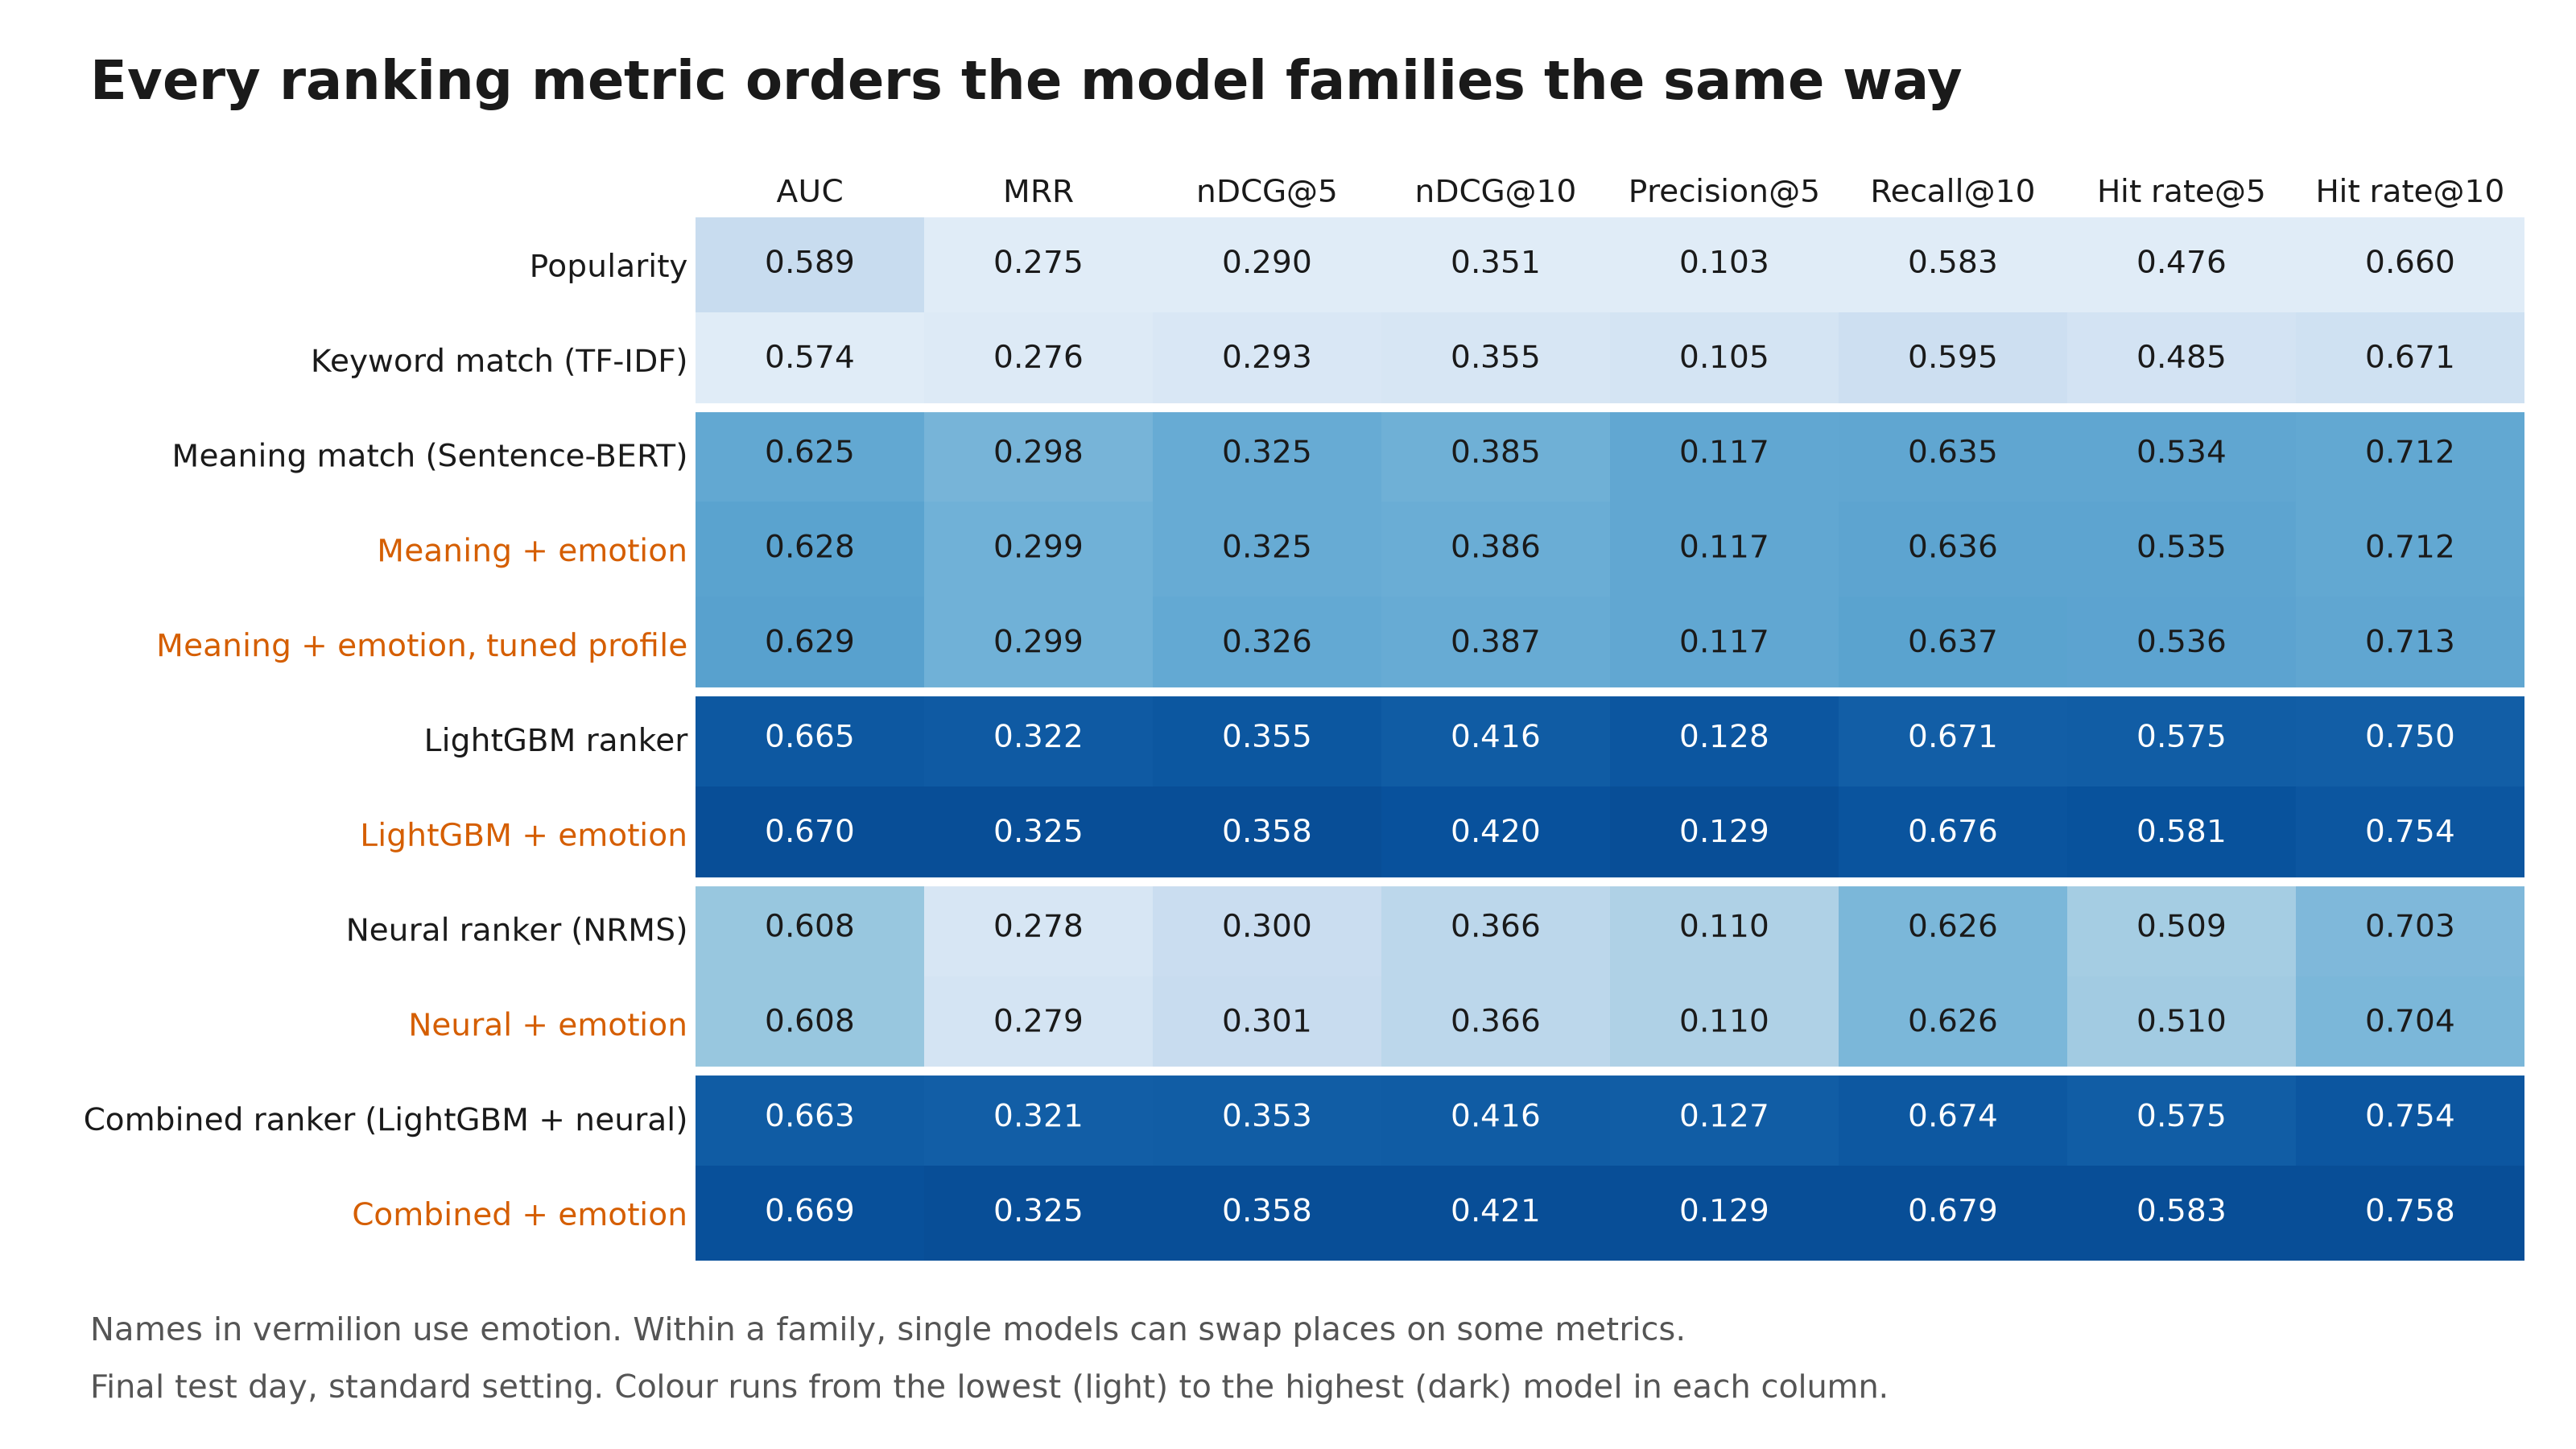 Every ranking metric orders the model families the same way
AUC MRR nDCG@5 nDCG@10 Precision@5 Recall@10 Hit rate@5 Hit rate@10
Popularity 0.589 0.275 0.290 0.351 0.103 0.583 0.476 0.660
Keyword match (TF-IDF) 0.574 0.276 0.293 0.355 0.105 0.595 0.485 0.671
Meaning match (Sentence-BERT) 0.625 0.298 0.325 0.385 0.117 0.635 0.534 0.712
Meaning + emotion 0.628 0.299 0.325 0.386 0.117 0.636 0.535 0.712
Meaning + emotion, tuned profile 0.629 0.299 0.326 0.387 0.117 0.637 0.536 0.713
LightGBM ranker 0.665 0.322 0.355 0.416 0.128 0.671 0.575 0.750
LightGBM + emotion 0.670 0.325 0.358 0.420 0.129 0.676 0.581 0.754
Neural ranker (NRMS) 0.608 0.278 0.300 0.366 0.110 0.626 0.509 0.703
Neural + emotion 0.608 0.279 0.301 0.366 0.110 0.626 0.510 0.704
Combined ranker (LightGBM + neural) 0.663 0.321 0.353 0.416 0.127 0.674 0.575 0.754
Combined + emotion 0.669 0.325 0.358 0.421 0.129 0.679 0.583 0.758
Names in vermilion use emotion. Within a family, single models can swap places on some metrics.
Final test day, standard setting. Colour runs from the lowest (light) to the highest (dark) model in each column.